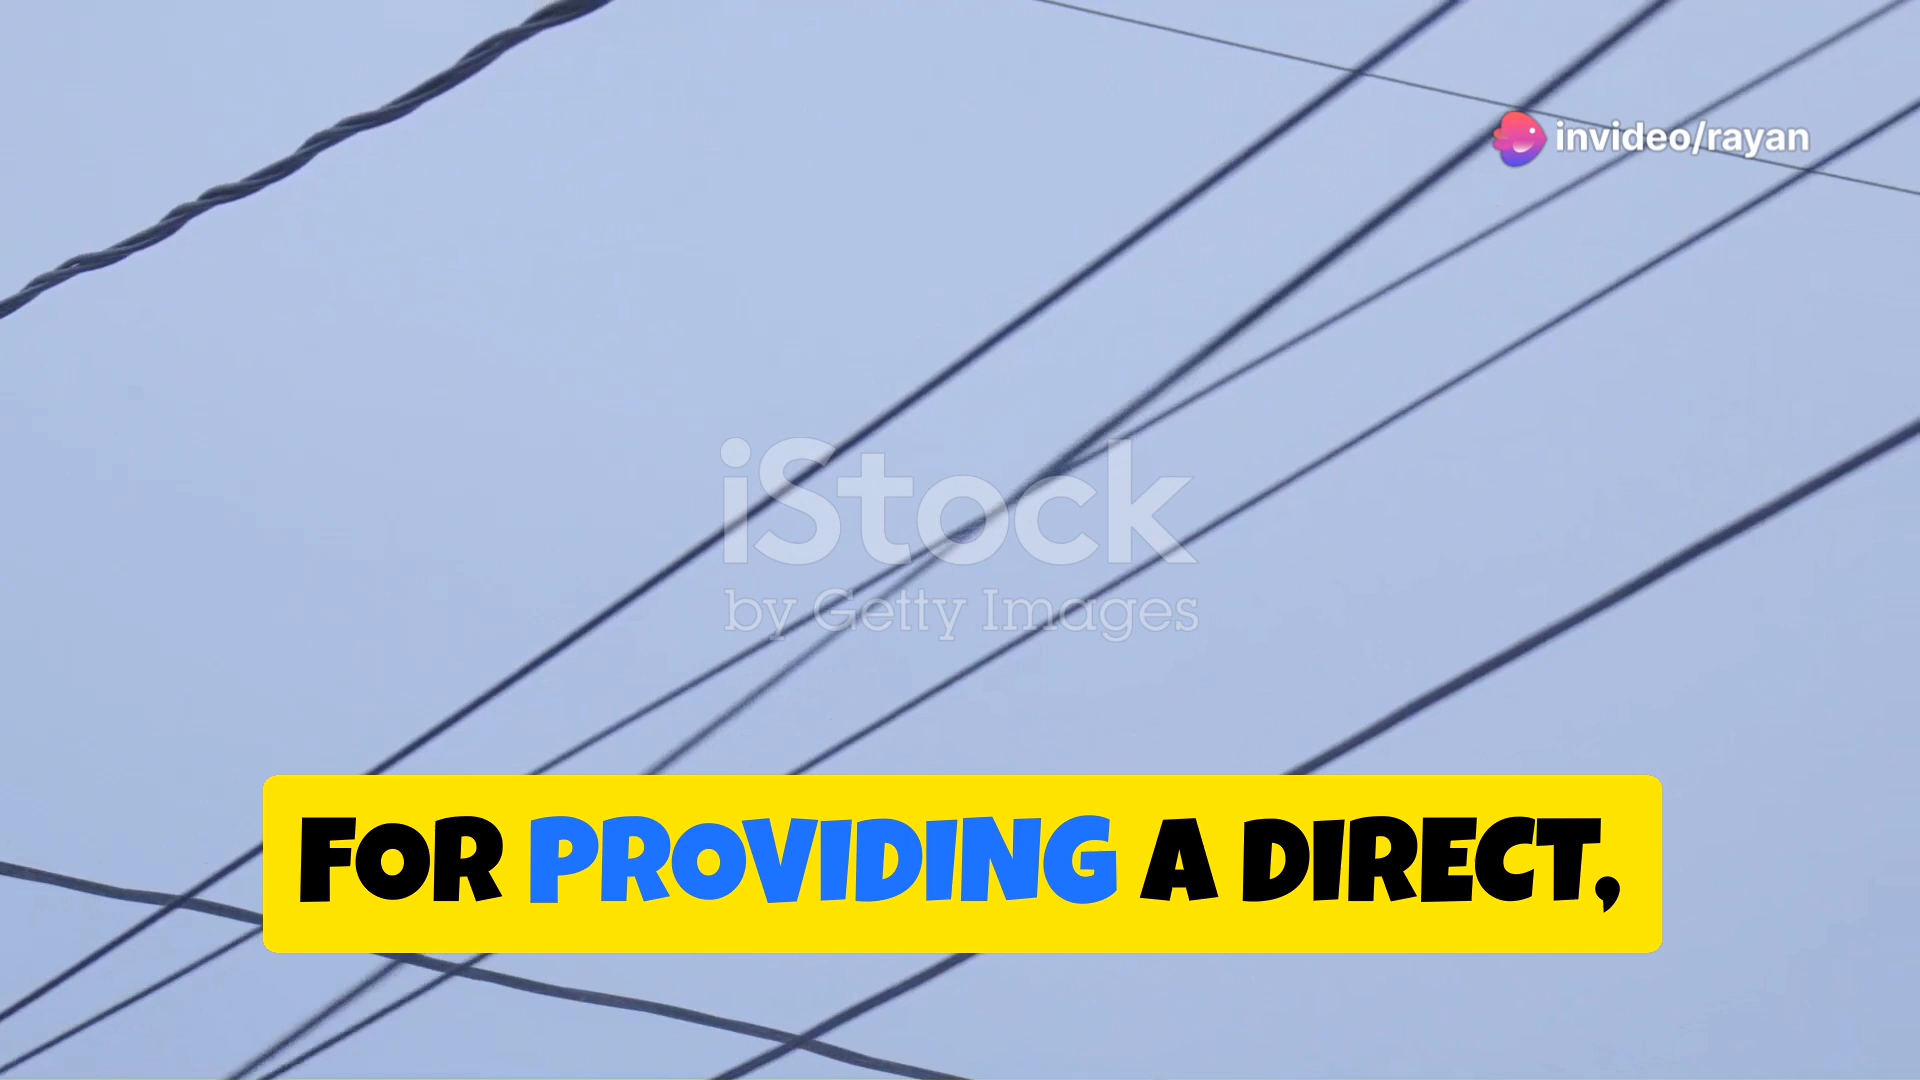 invideo/rayan
iStock
by Getty Images
FOR PROVIDING A DIRECT,